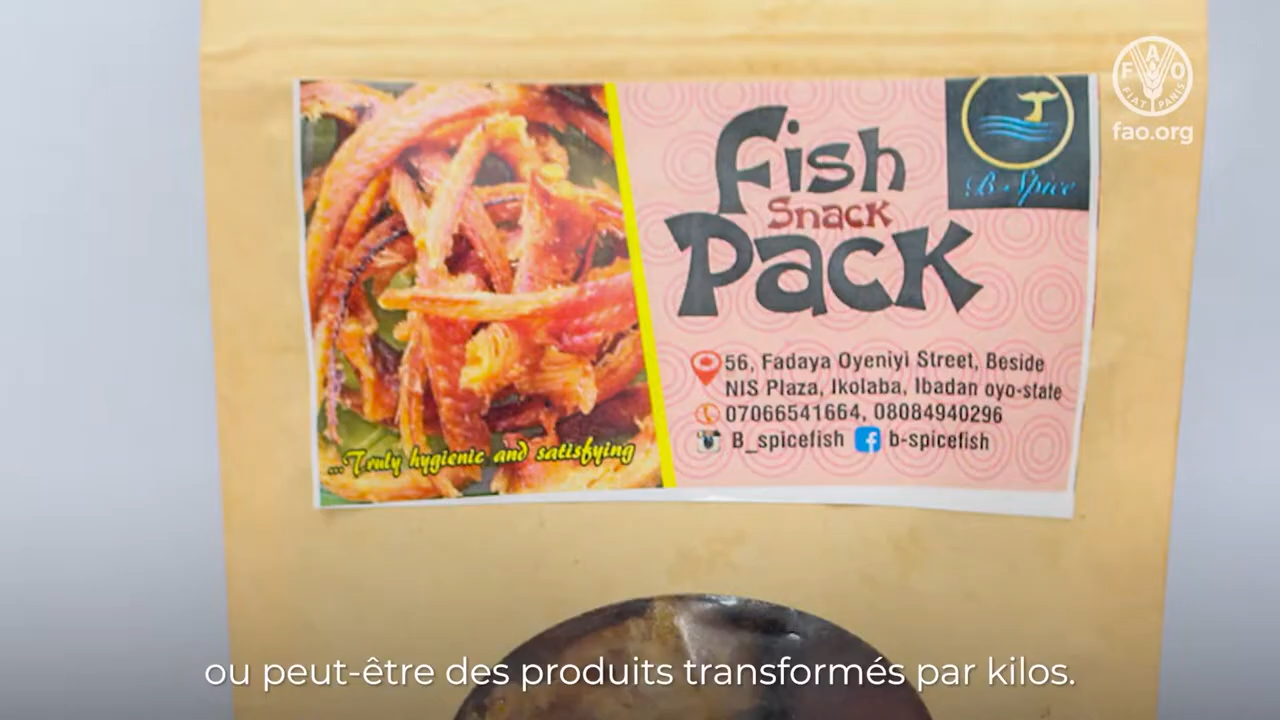 FAO
FIAT PANIS
fao.org
B-Spice
Fish
Snack
Pack
56, Fadaya Oyeniyi Street, Beside
NIS Plaza, Ikolaba, Ibadan oyo-state
07066541664, 08084940296
B_spicefish f b-spicefish
...Truly hygienic and satisfying
ou peut-être des produits transformés par kilos.